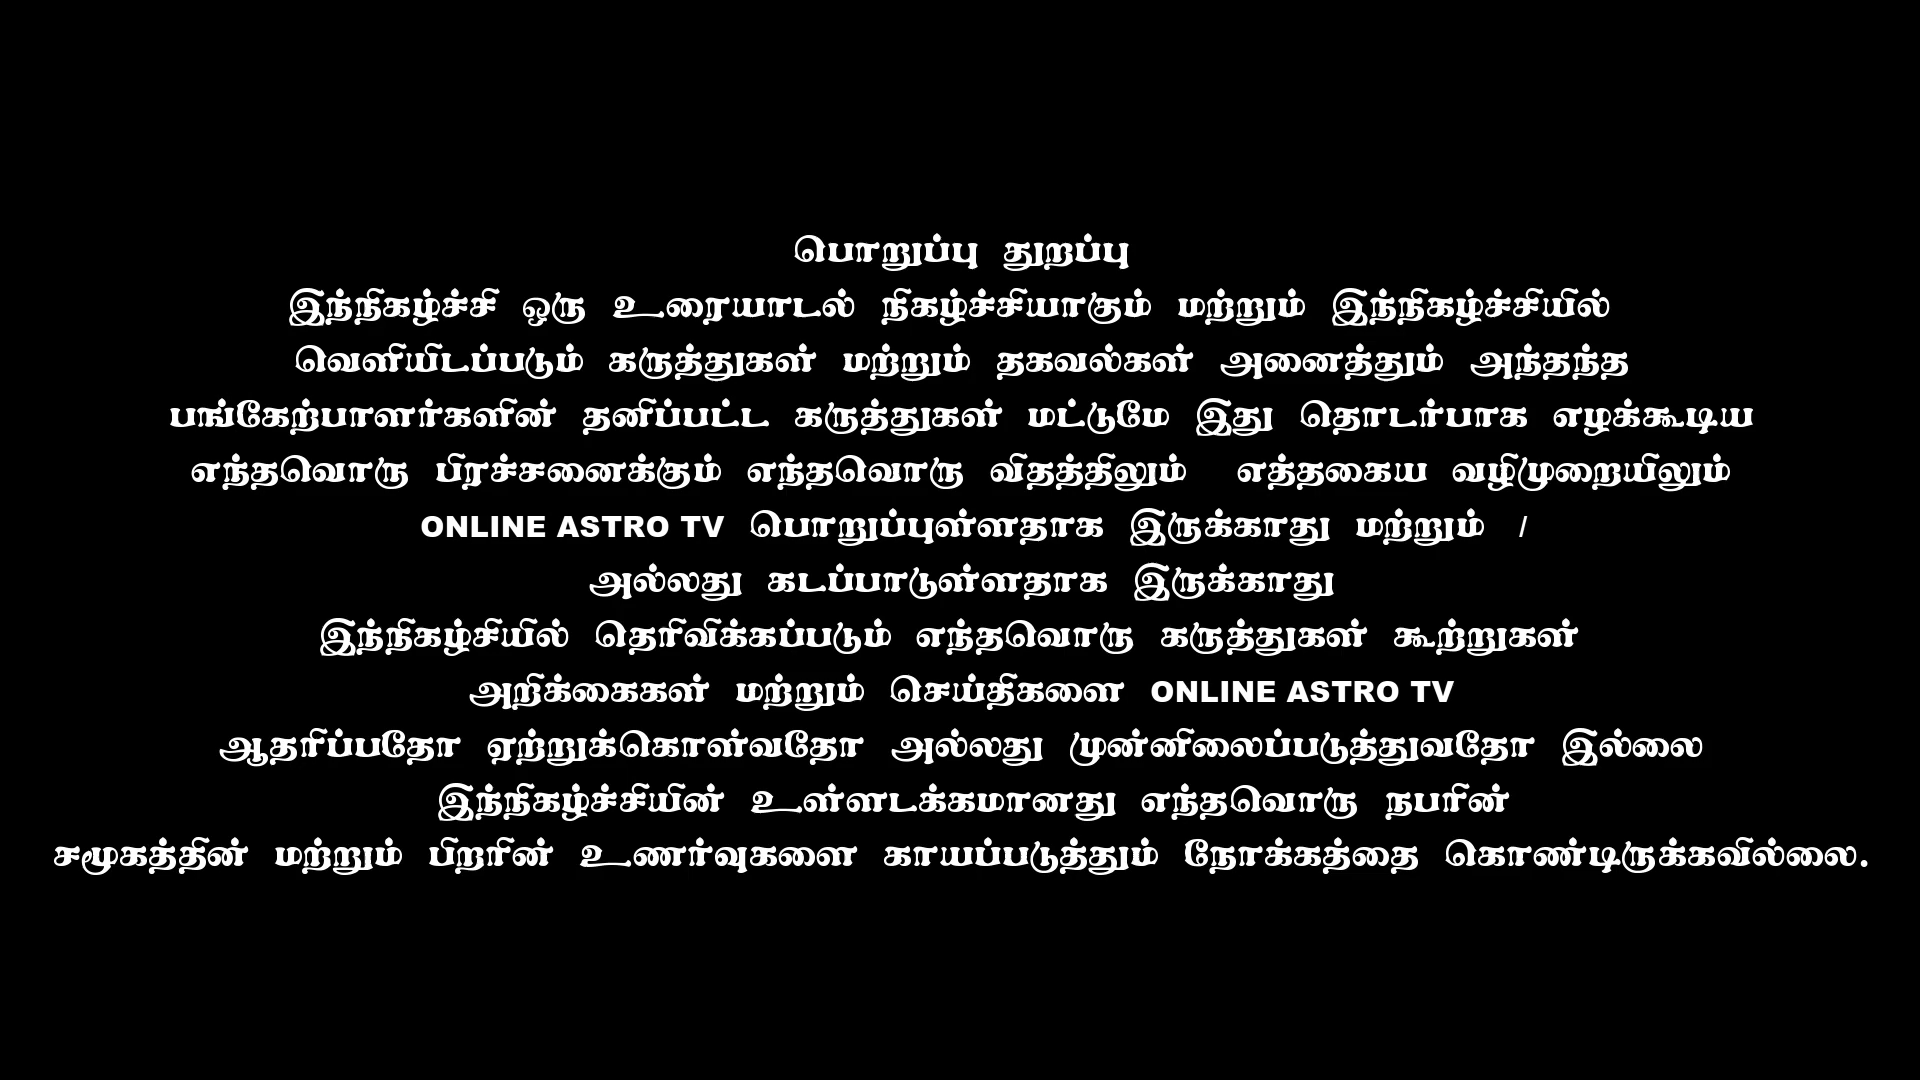 பொறுப்பு துறப்பு
இந்நிகழ்ச்சி ஒரு உரையாடல் நிகழ்ச்சியாகும் மற்றும் இந்நிகழ்ச்சியில்
வெளியிடப்படும் கருத்துகள் மற்றும் தகவல்கள் அனைத்தும் அந்தந்த
பங்கேற்பாளர்களின் தனிப்பட்ட கருத்துகள் மட்டுமே இது தொடர்பாக எழக்கூடிய
எந்தவொரு பிரச்சனைக்கும் எந்தவொரு விதத்திலும் எத்தகைய வழிமுறையிலும்
ONLINE ASTRO TV பொறுப்புள்ளதாக இருக்காது மற்றும் /
அல்லது கடப்பாடுள்ளதாக இருக்காது
இந்நிகழ்சியில் தெரிவிக்கப்படும் எந்தவொரு கருத்துகள் கூற்றுகள்
அறிக்கைகள் மற்றும் செய்திகளை ONLINE ASTRO TV
ஆதரிப்பதோ ஏற்றுக்கொள்வதோ அல்லது முன்னிலைப்படுத்துவதோ இல்லை
இந்நிகழ்ச்சியின் உள்ளடக்கமானது எந்தவொரு நபரின்
சமூகத்தின் மற்றும் பிறரின் உணர்வுகளை காயப்படுத்தும் நோக்கத்தை கொண்டிருக்கவில்லை.